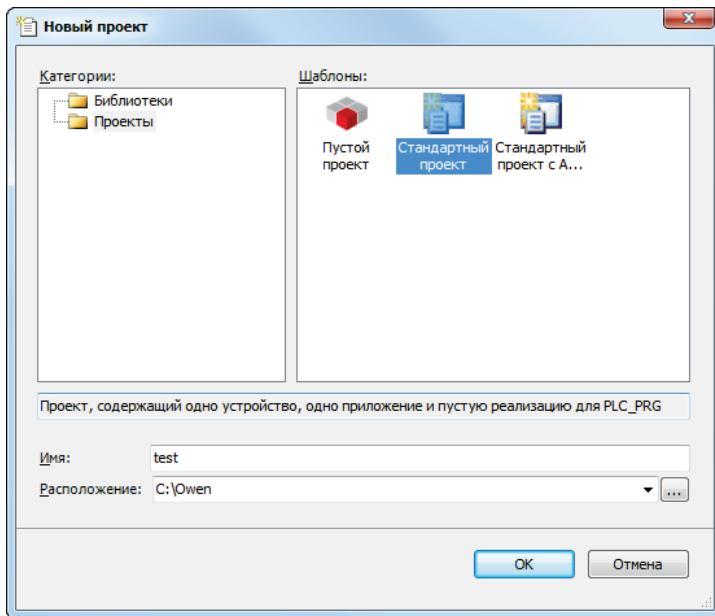 Новый проект
Категории:
Шаблоны:
Библиотеки
Проекты
Пустой
проект
Стандартный
проект
Стандартный
проект с А...
Проект, содержащий одно устройство, одно приложение и пустую реализацию для PLC_PRG
Имя:
test
Расположение:
C:\Owen
...
OK
Отмена